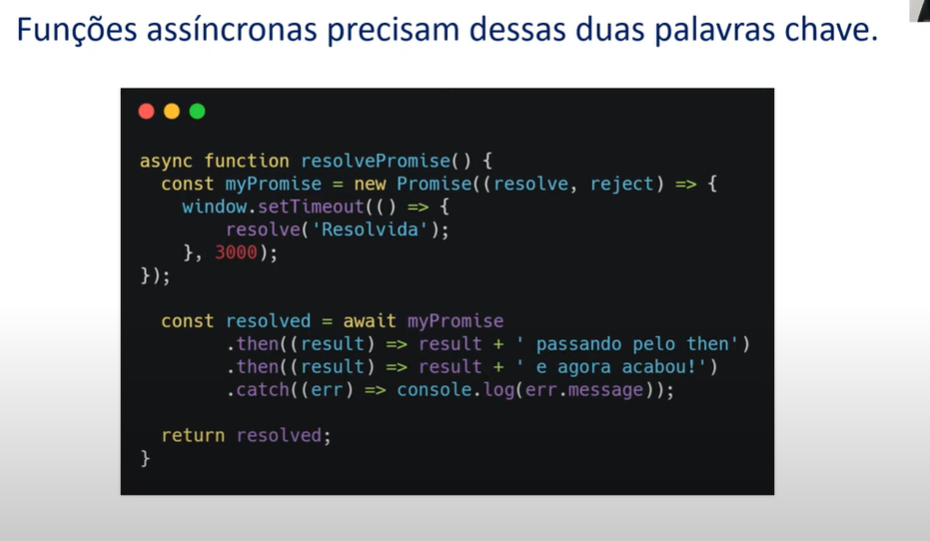 Funções assíncronas precisam dessas duas palavras chave.
async function resolvePromise() {
  const myPromise = new Promise((resolve, reject) => {
    window.setTimeout(() => {
        resolve('Resolvida');
    }, 3000);
});
  const resolved = await myPromise
        .then((result) => result + ' passando pelo then')
        .then((result) => result + ' e agora acabou!')
        .catch((err) => console.log(err.message));
  return resolved;
}